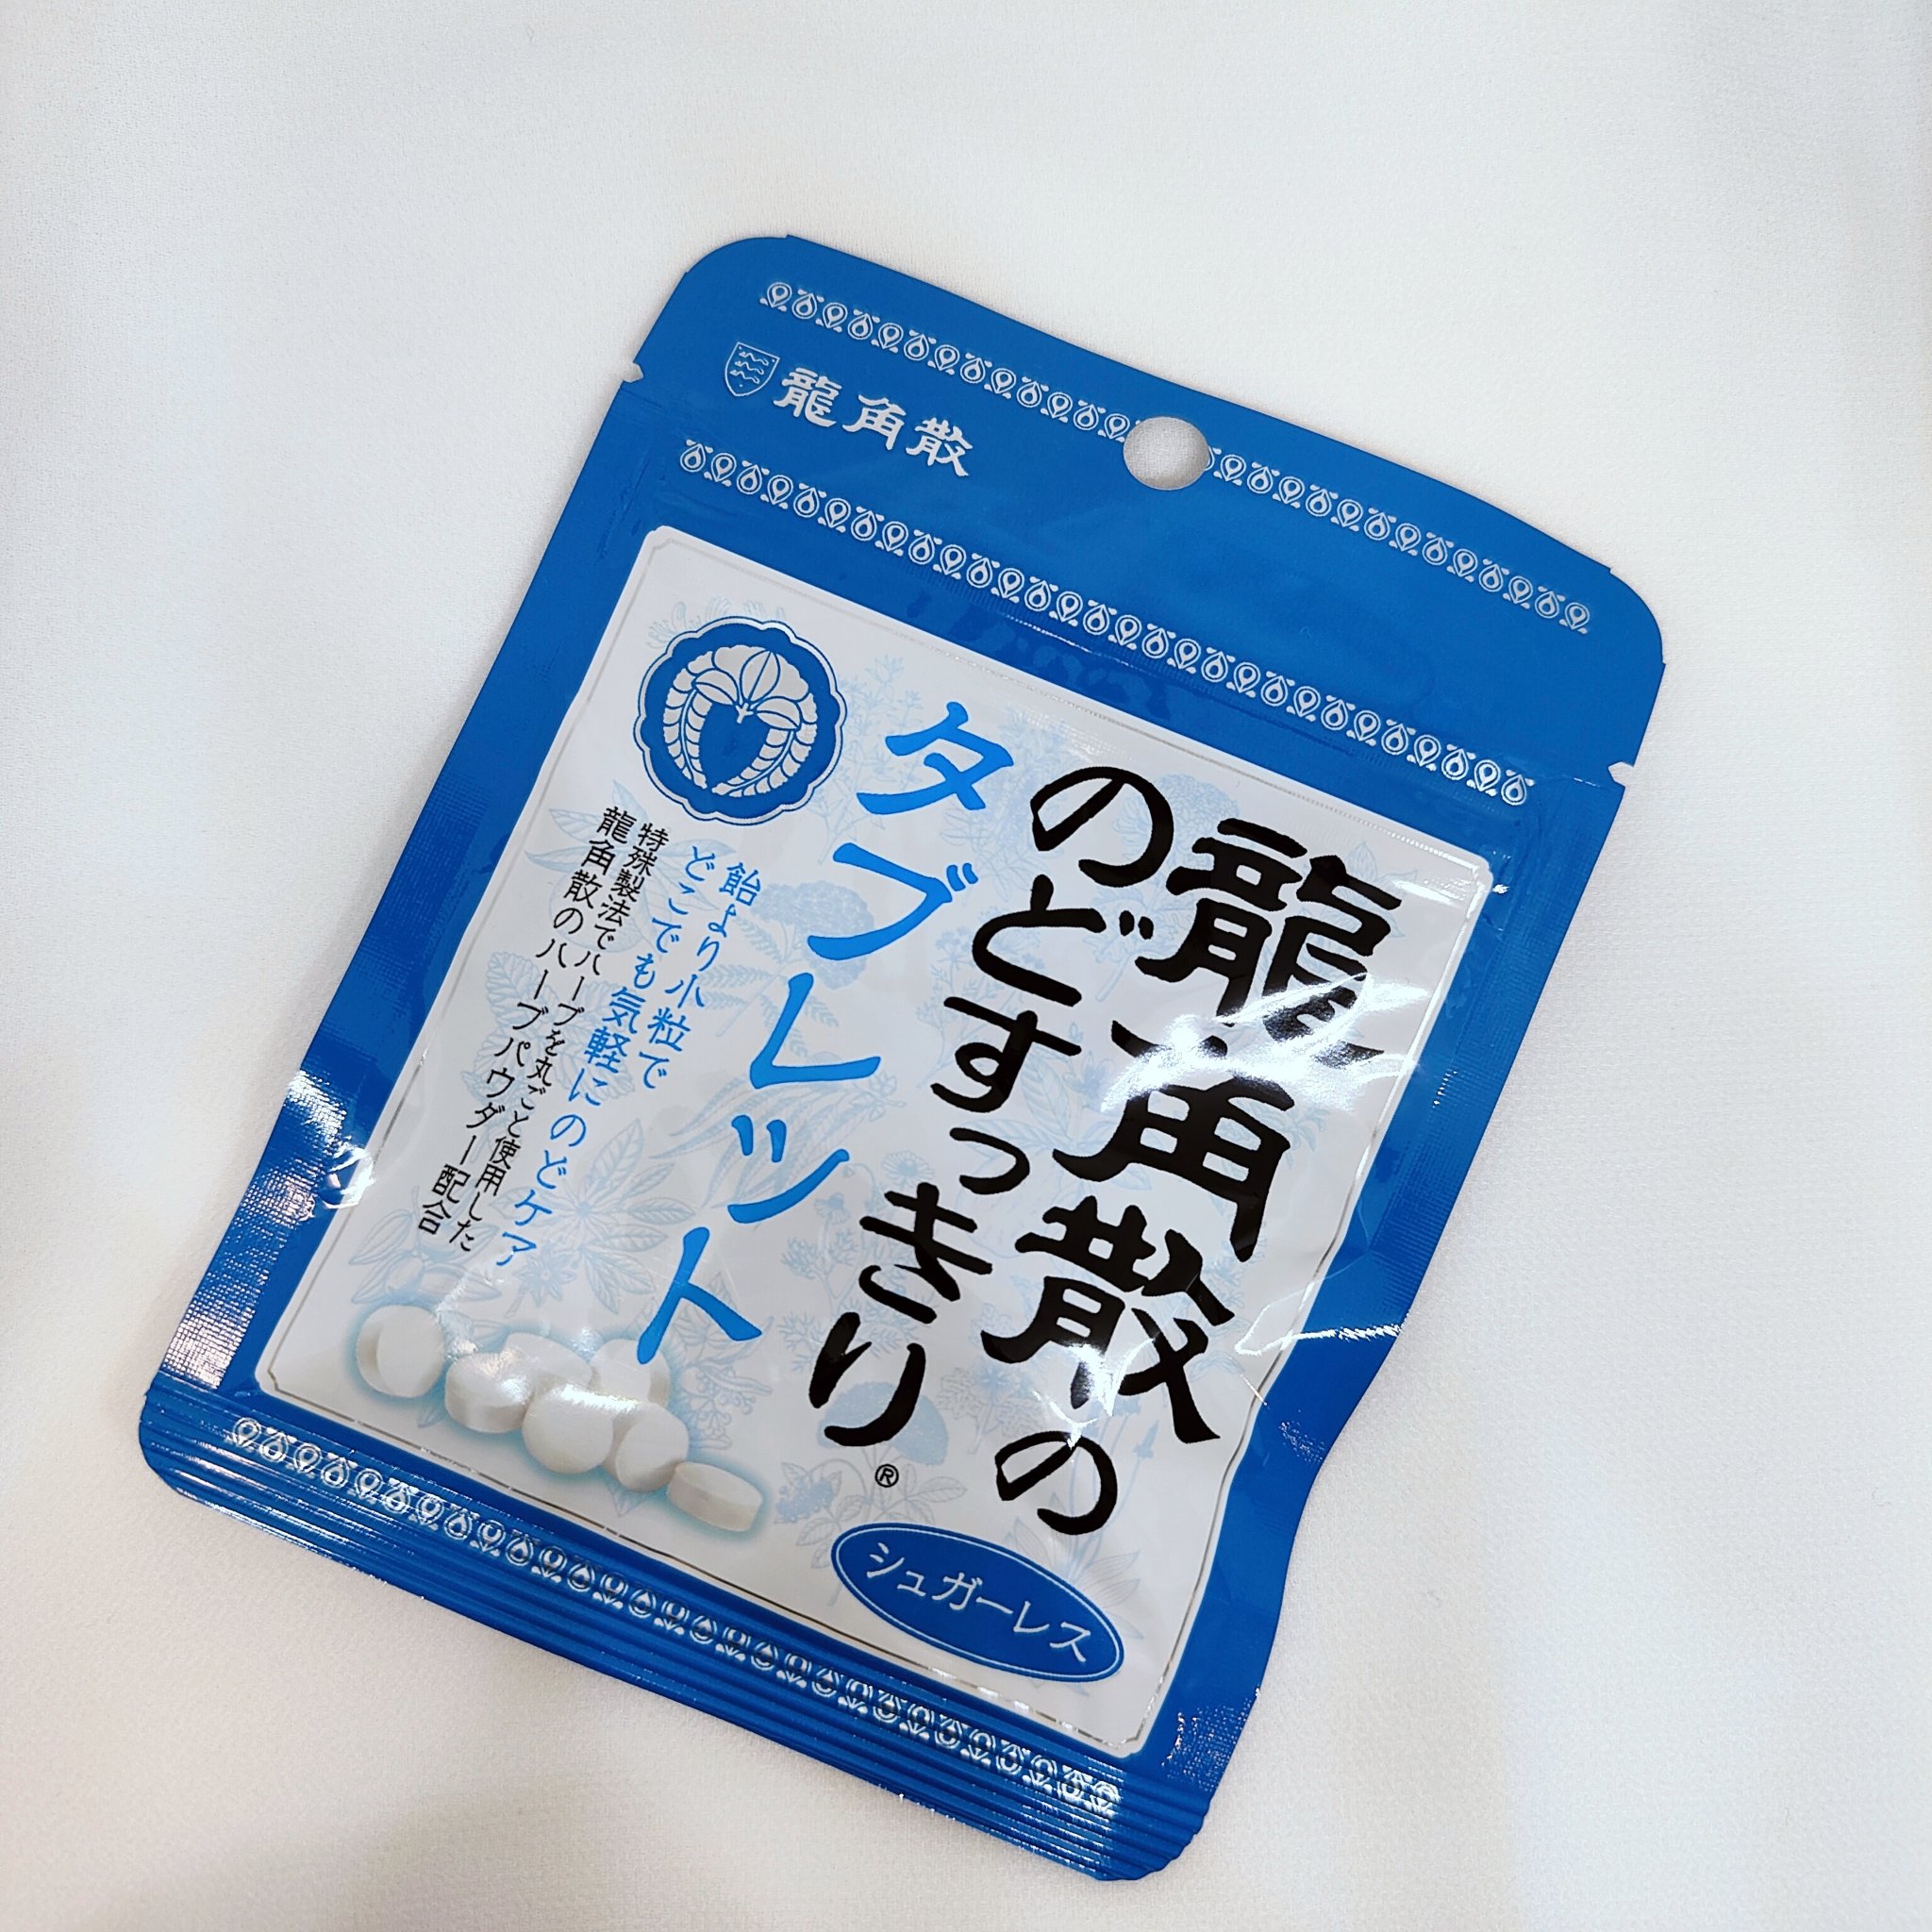 龍角散
龍角散の
のどすっきり®
タブレット
飴より小粒で
どこでも気軽にのどケア
特殊製法でハーブを丸ごと使用した
龍角散のハーブパウダー配合
シュガーレス